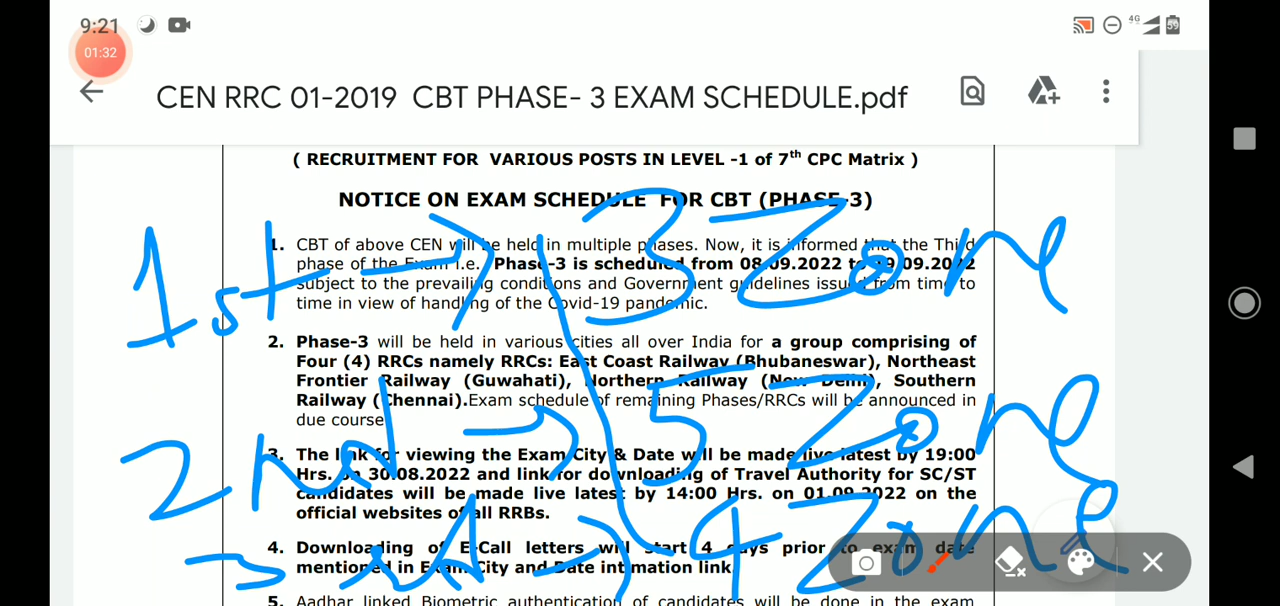 9:21
4G
59
01:32
CEN RRC 01-2019 CBT PHASE- 3 EXAM SCHEDULE.pdf
( RECRUITMENT FOR VARIOUS POSTS IN LEVEL -1 of 7th CPC Matrix )
NOTICE ON EXAM SCHEDULE FOR CBT (PHASE-3)
1. CBT of above CEN will be held in multiple phases. Now, it is informed that the Third
phase of the Exam i.e. Phase-3 is scheduled from 08.09.2022 to 19.09.2022
subject to the prevailing conditions and Government guidelines issued from time to
time in view of handling of the Covid-19 pandemic.
1st → 3 Zone
2. Phase-3 will be held in various cities all over India for a group comprising of
Four (4) RRCs namely RRCs: East Coast Railway (Bhubaneswar), Northeast
Frontier Railway (Guwahati), Northern Railway (New Delhi), Southern
Railway (Chennai). Exam schedule of remaining Phases/RRCs will be announced in
due course
2nd → 5 Zone
3. The link for viewing the Exam City & Date will be made live latest by 19:00
Hrs. on 30.08.2022 and link for downloading of Travel Authority for SC/ST
candidates will be made live latest by 14:00 Hrs. on 01.09.2022 on the
official websites of all RRBs.
4. Downloading of E-Call letters will start 4 days prior to exam date
mentioned in Exam City and Date intimation link
→ 4 Zone
5. Aadhar linked Biometric authentication of candidates will be done in the exam